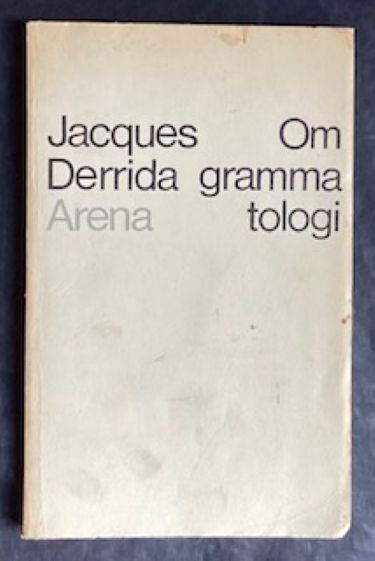 Jacques Om
Derrida gramma
Arena tologi